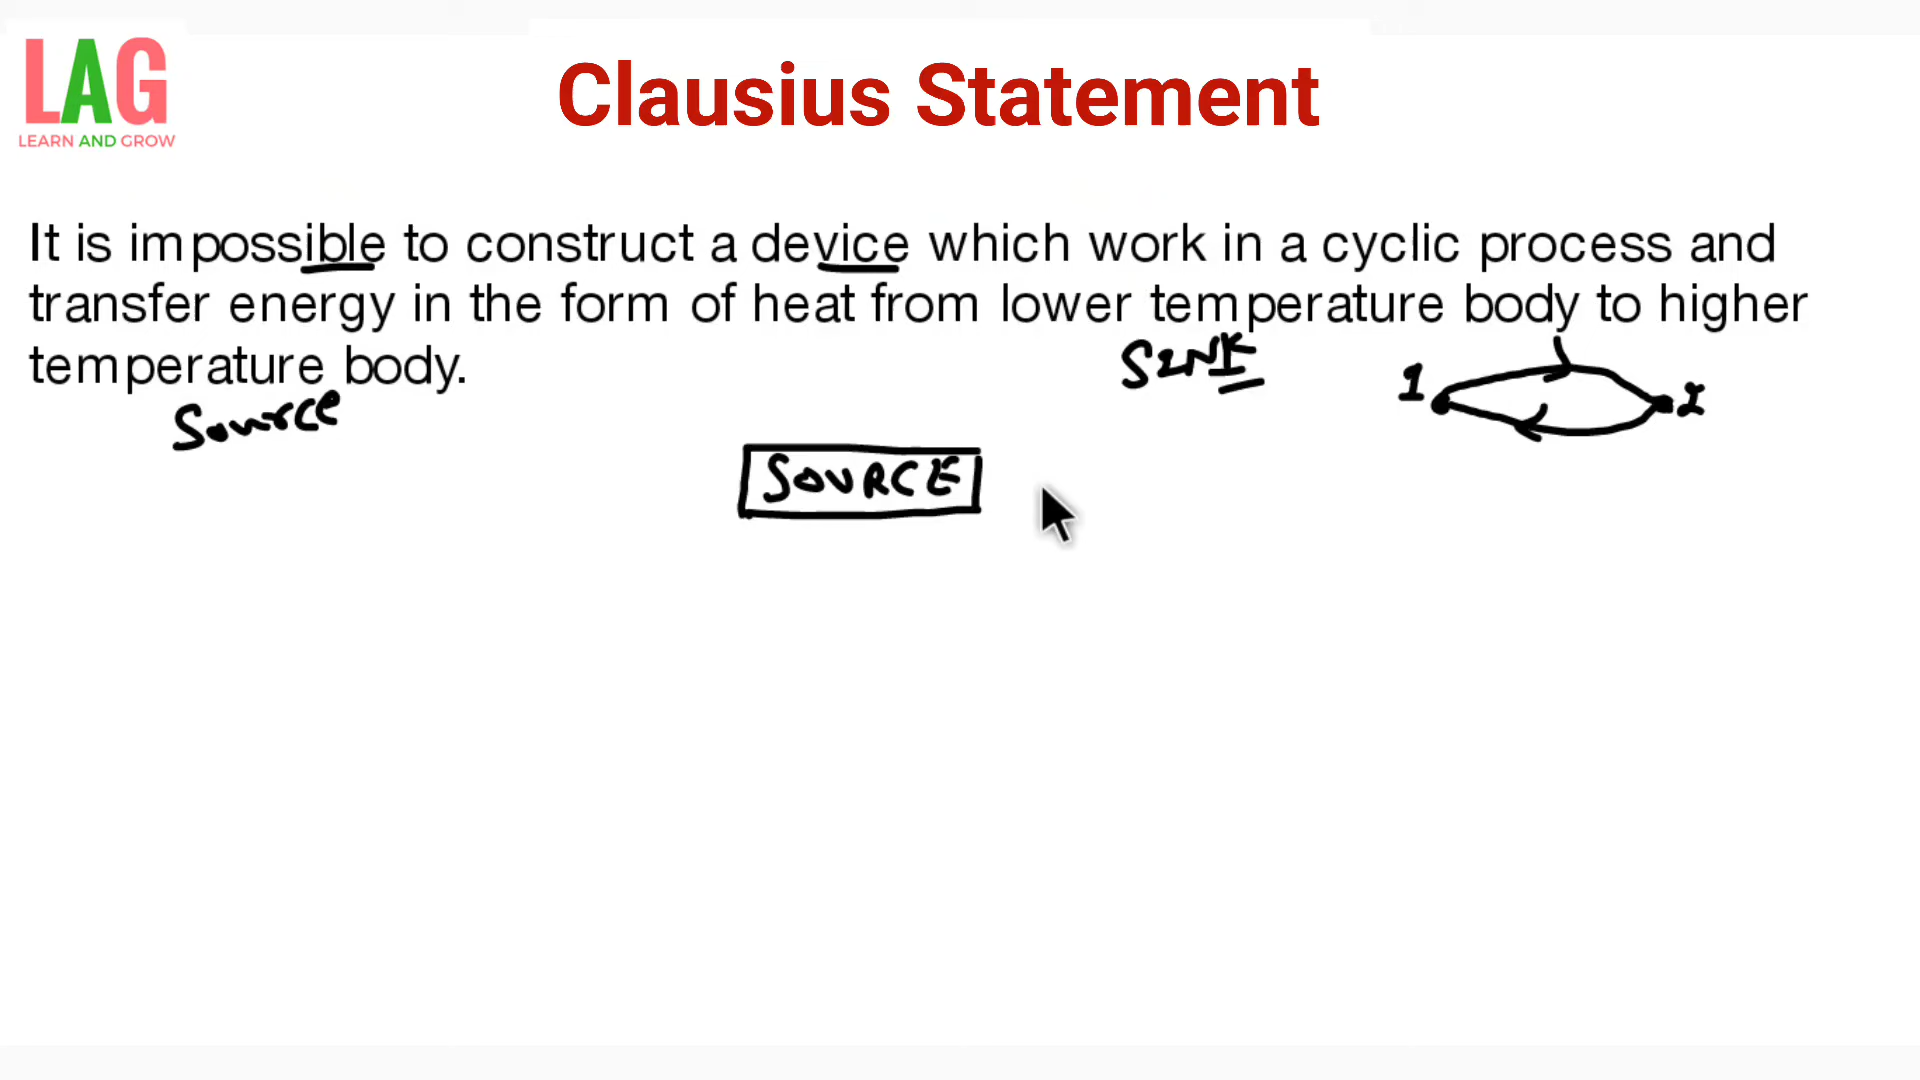 LAG
LEARN AND GROW
Clausius Statement
It is impossible to construct a device which work in a cyclic process and
transfer energy in the form of heat from lower temperature body to higher
temperature body.
SINK
1 2
Source
SOURCE